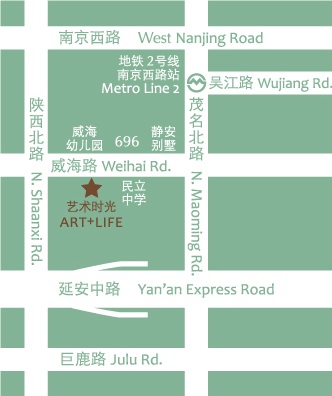 南京西路 West Nanjing Road
地铁 2号线
南京西路站
Metro Line 2
吴江路 Wujiang Rd.
陕西北路 N. Shaanxi Rd.
茂名北路 N. Maoming Rd.
威海
幼儿园
696
静安
别墅
威海路 Weihai Rd.
民立
中学
艺术时光
ART+LIFE
延安中路 Yan'an Express Road
巨鹿路 Julu Rd.